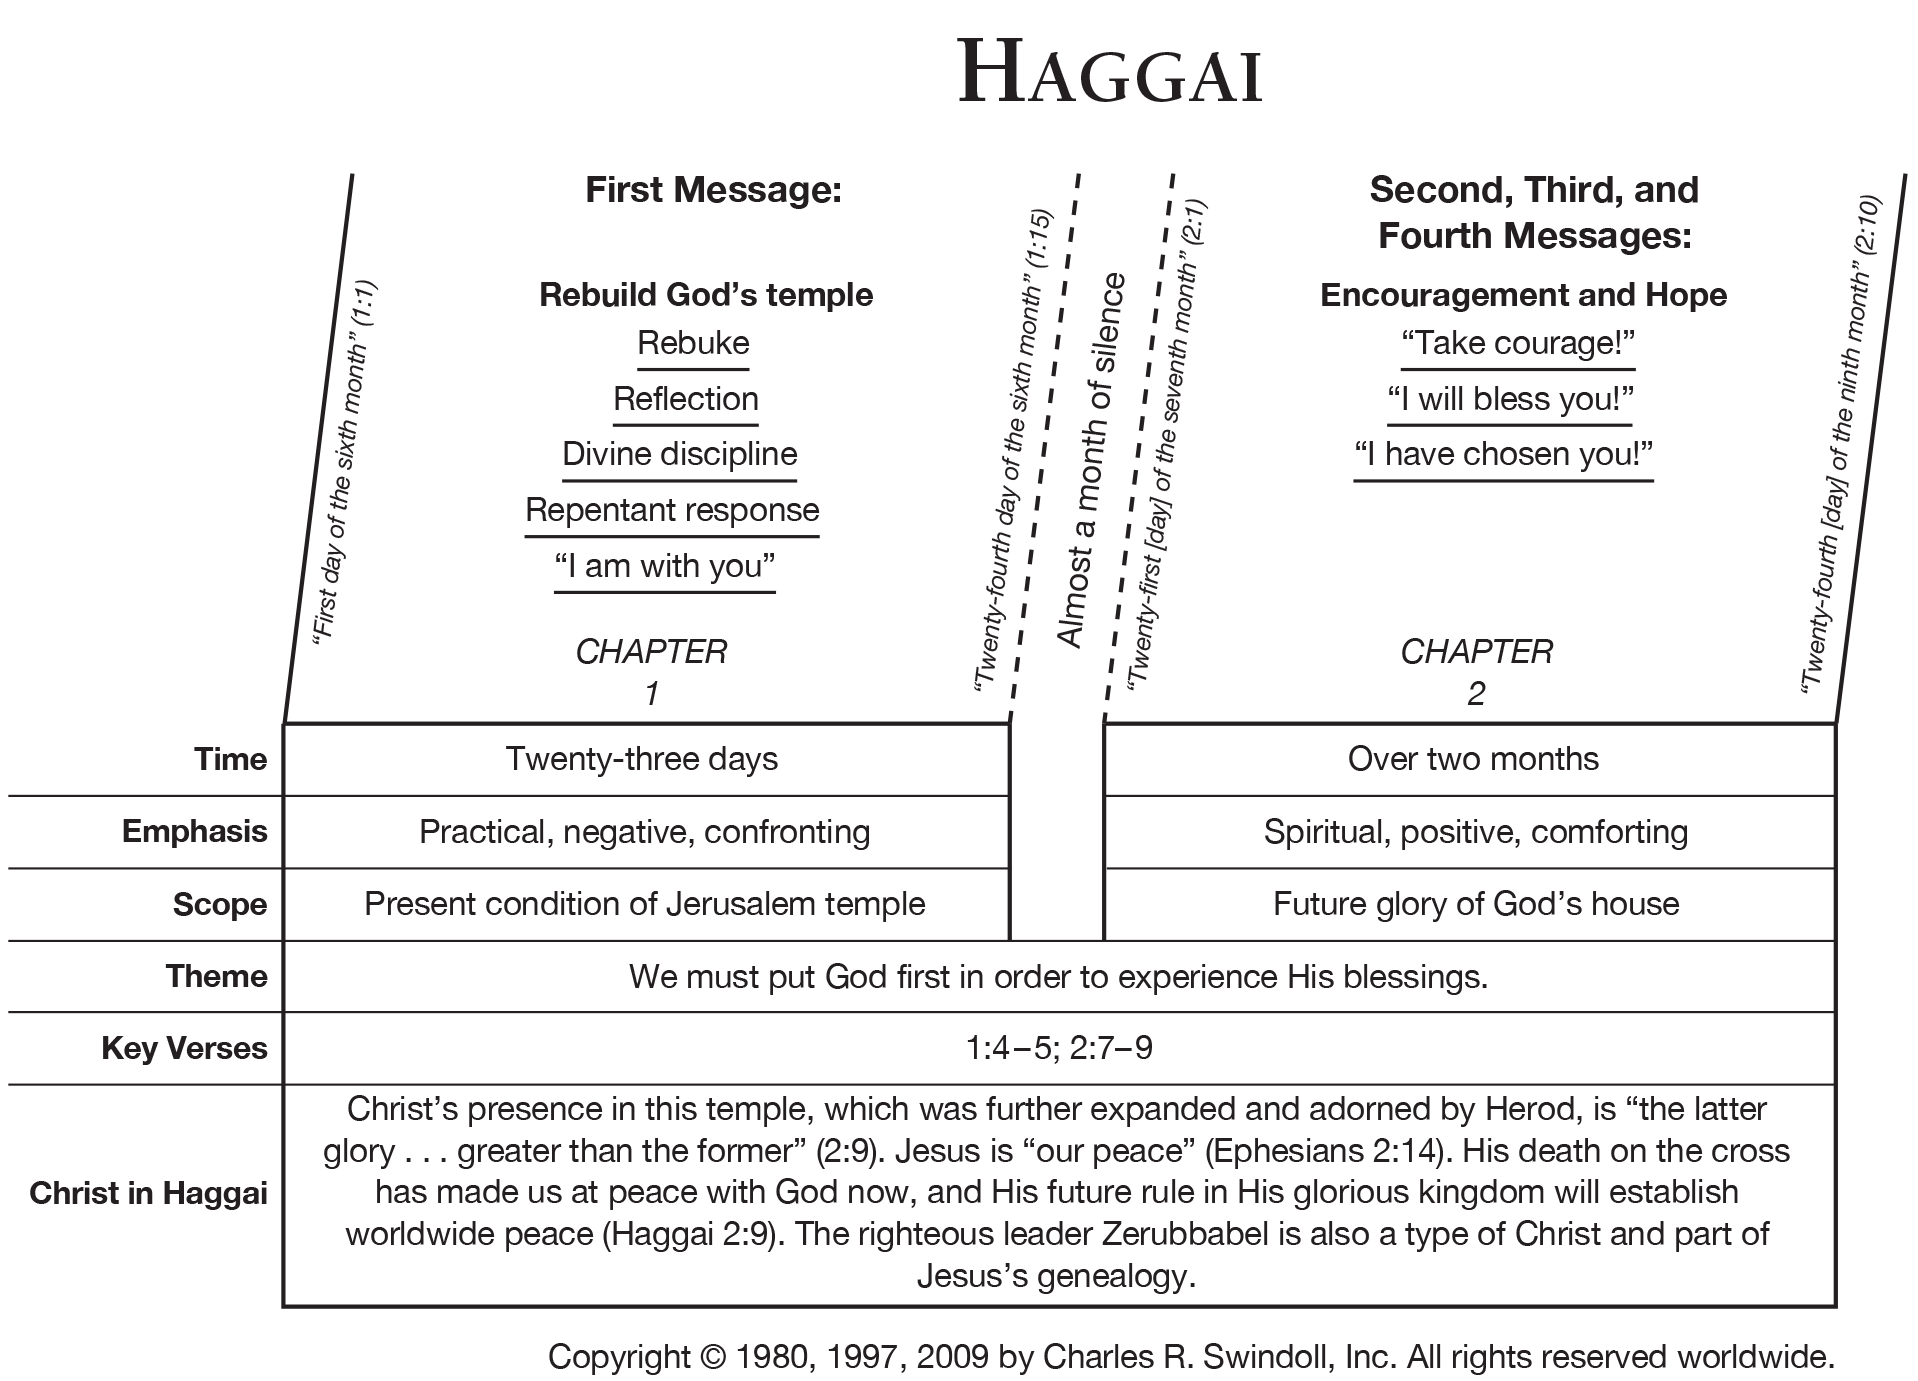 HAGGAI
First Message:
Rebuild God’s temple
Rebuke
Reflection
Divine discipline
Repentant response
“I am with you”
CHAPTER
1
“First day of the sixth month” (1:1)
“Twenty-fourth day of the sixth month” (1:15)
Almost a month of silence
“Twenty-first [day] of the seventh month” (2:1)
Second, Third, and
Fourth Messages:
Encouragement and Hope
“Take courage!”
“I will bless you!”
“I have chosen you!”
CHAPTER
2
“Twenty-fourth [day] of the ninth month” (2:10)
Time
Twenty-three days
Over two months
Emphasis
Practical, negative, confronting
Spiritual, positive, comforting
Scope
Present condition of Jerusalem temple
Future glory of God’s house
Theme
We must put God first in order to experience His blessings.
Key Verses
1:4–5; 2:7–9
Christ in Haggai
Christ’s presence in this temple, which was further expanded and adorned by Herod, is “the latter
glory . . . greater than the former” (2:9). Jesus is “our peace” (Ephesians 2:14). His death on the cross
has made us at peace with God now, and His future rule in His glorious kingdom will establish
worldwide peace (Haggai 2:9). The righteous leader Zerubbabel is also a type of Christ and part of
Jesus’s genealogy.
Copyright © 1980, 1997, 2009 by Charles R. Swindoll, Inc. All rights reserved worldwide.